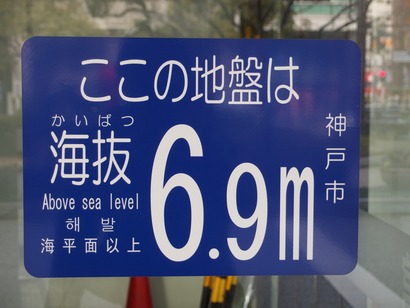 ここの地盤は
かいばつ
海抜
Above sea level
해발
海平面以上
6.9m
神戸市